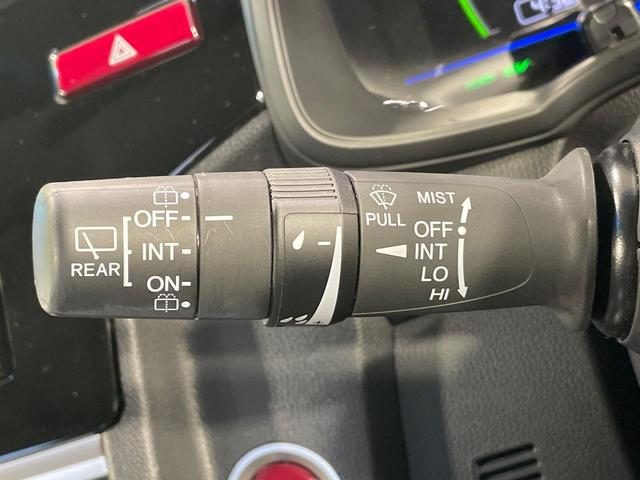 OFF
INT
REAR
ON
PULL
MIST
OFF
INT
LO
HI